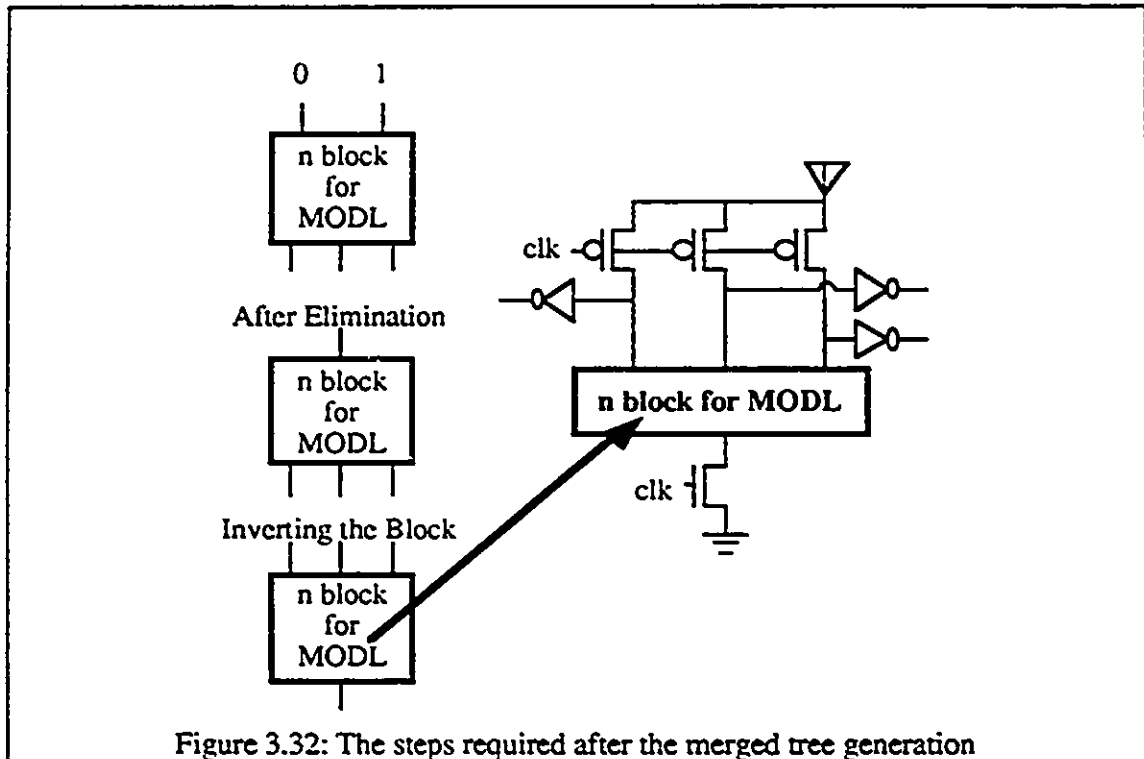 0 1
n block
for
MODL
After Elimination
n block
for
MODL
Inverting the Block
n block
for
MODL
clk
n block for MODL
clk
Figure 3.32: The steps required after the merged tree generation